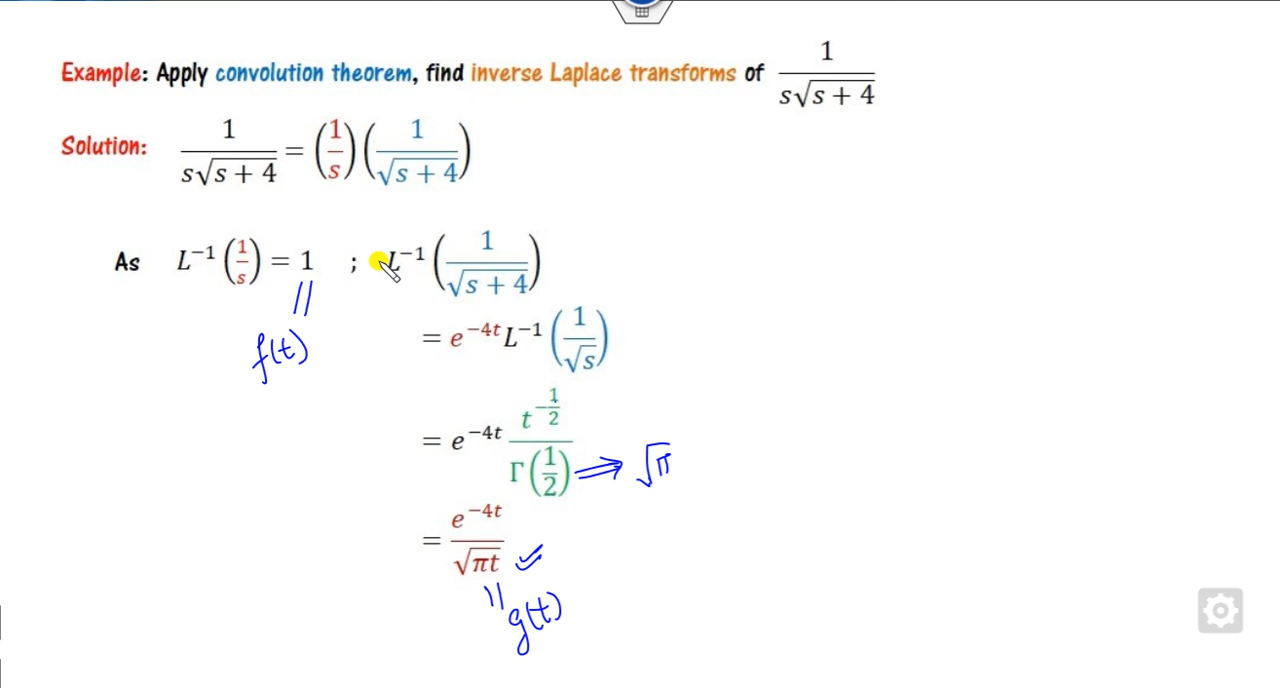 Example: Apply convolution theorem, find inverse Laplace transforms of 1/(s√(s + 4))
Solution: 1/(s√(s + 4)) = (1/s)(1/√(s + 4))
As L⁻¹(1/s) = 1 ; L⁻¹(1/√(s + 4))
||
f(t)
= e⁻⁴ᵗ L⁻¹(1/√s)
= e⁻⁴ᵗ t^(-1/2)/Γ(1/2) ⇒ √π
= e⁻⁴ᵗ/√(πt)
||
g(t)